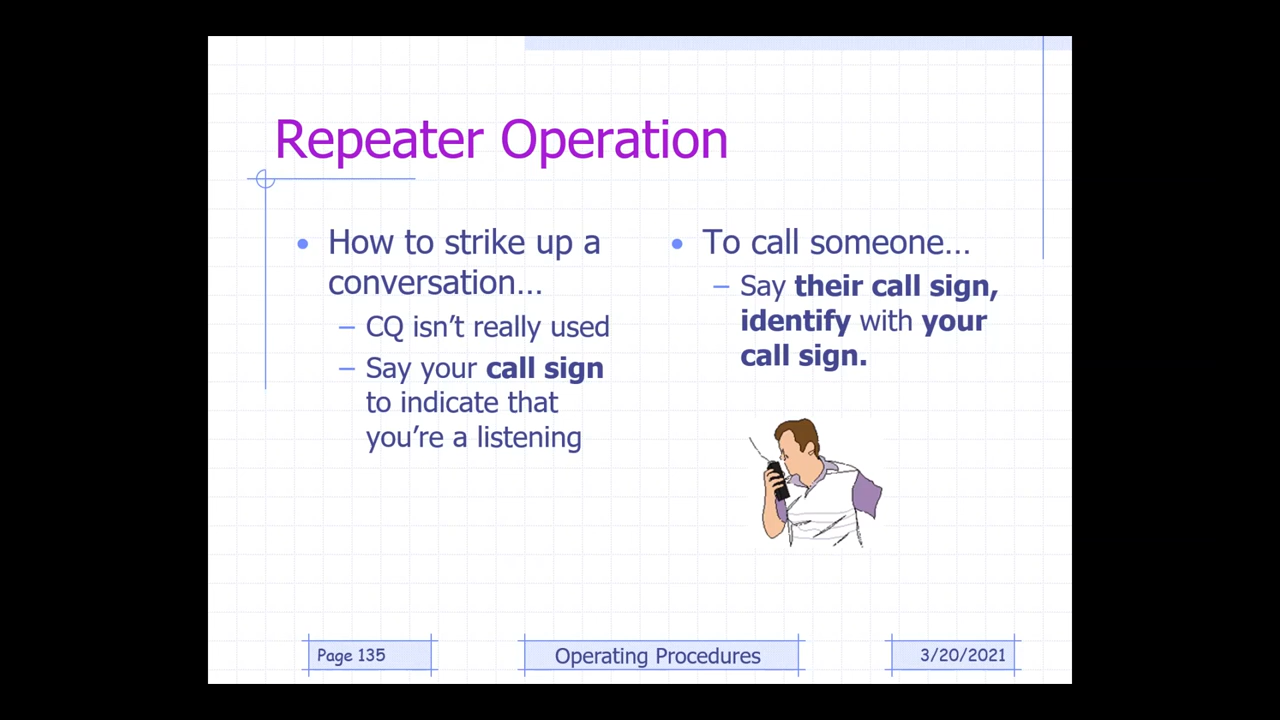 Repeater Operation
• How to strike up a
conversation…
– CQ isn’t really used
– Say your call sign
to indicate that
you’re a listening
• To call someone…
– Say their call sign,
identify with your
call sign.
Page 135
Operating Procedures
3/20/2021